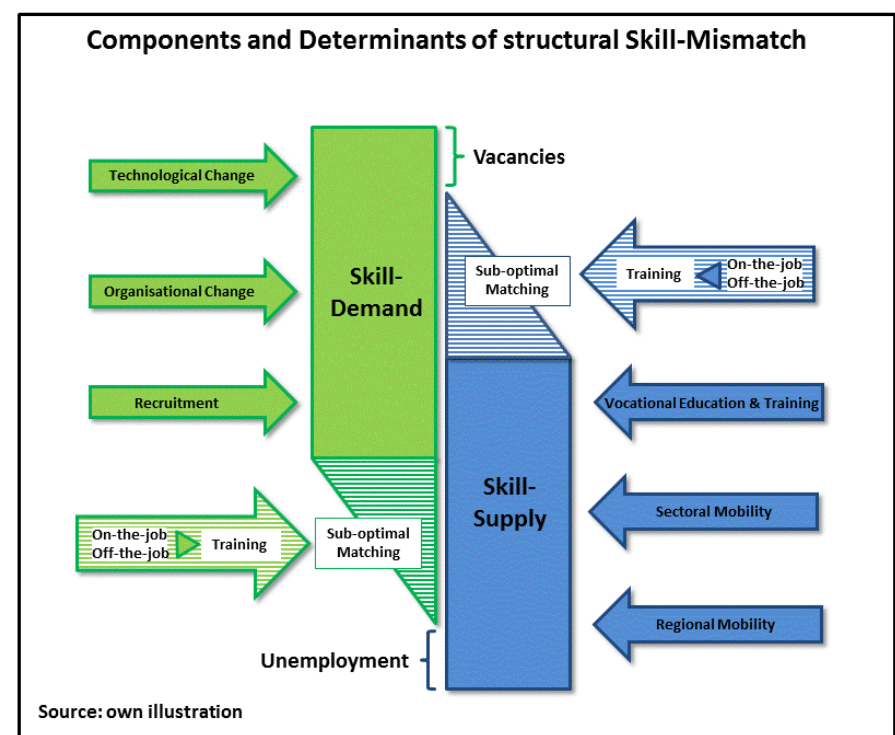 Components and Determinants of structural Skill-Mismatch
Vacancies
Technological Change
Skill-
Demand
Sub-optimal
Matching
Training
On-the-job
Off-the-job
Organisational Change
Recruitment
Vocational Education & Training
Skill-
Supply
Sectoral Mobility
On-the-job
Off-the-job
Training
Sub-optimal
Matching
Regional Mobility
Unemployment
Source: own illustration